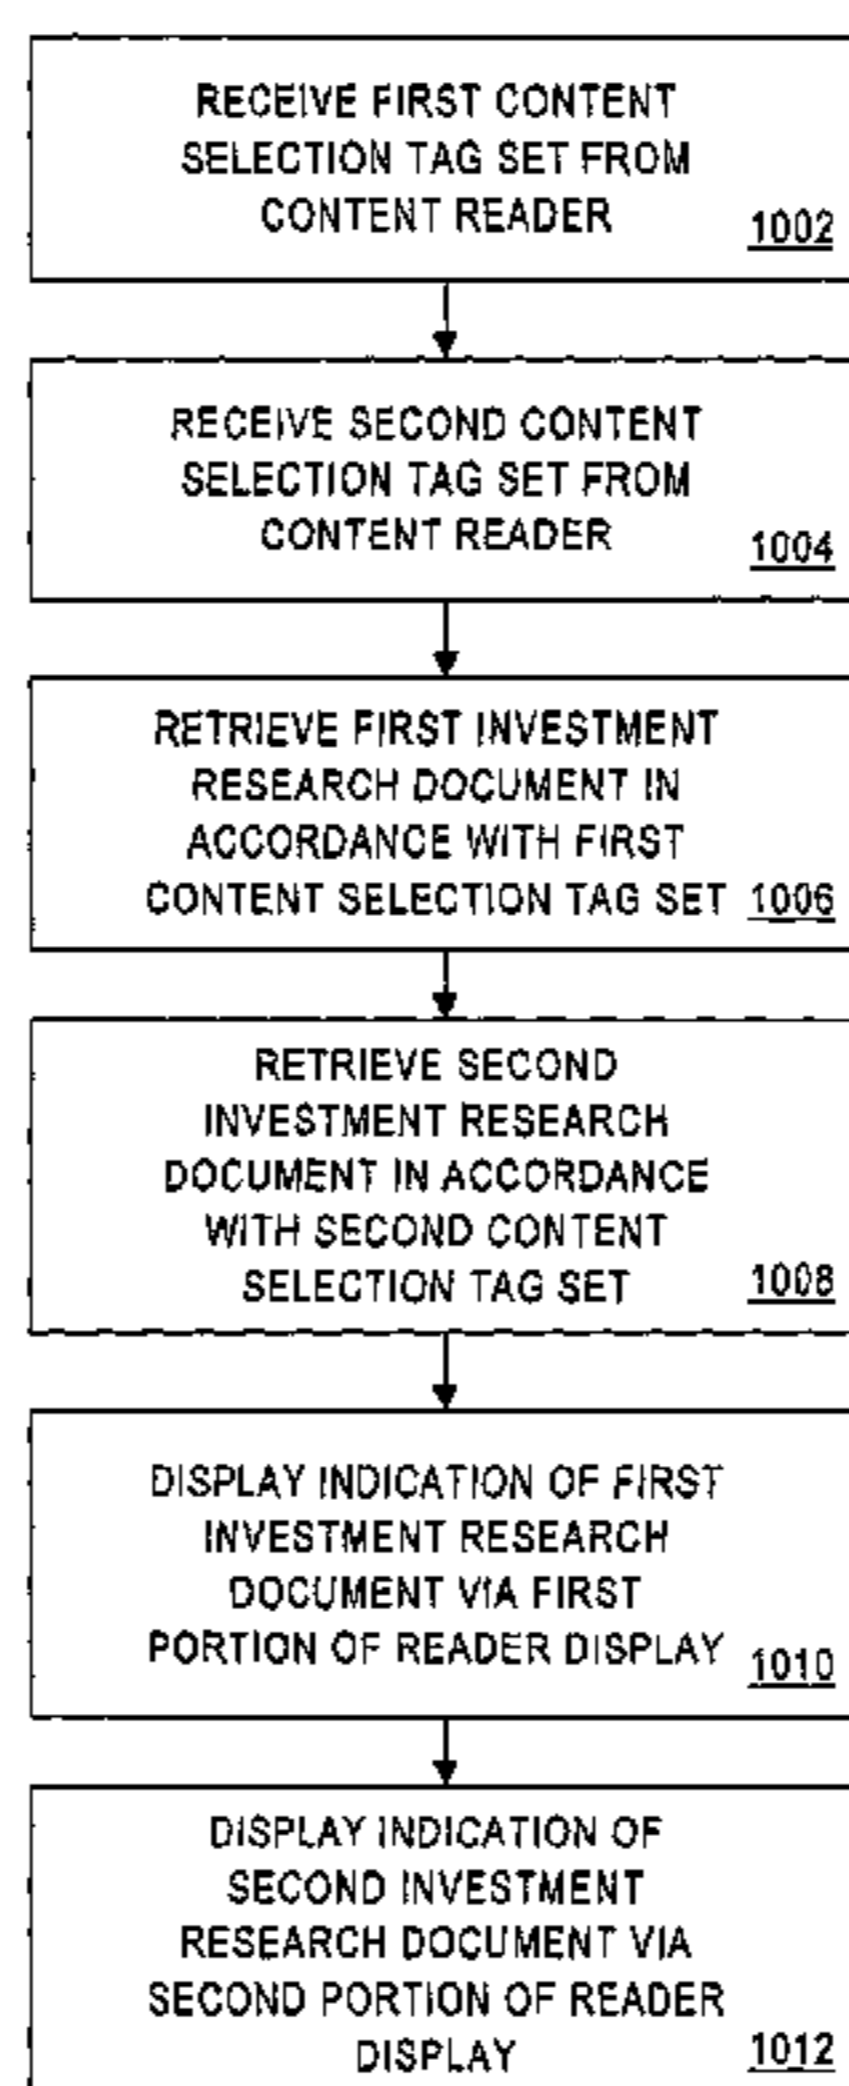 RECEIVE FIRST CONTENT
SELECTION TAG SET FROM
CONTENT READER 1002
RECEIVE SECOND CONTENT
SELECTION TAG SET FROM
CONTENT READER 1004
RETRIEVE FIRST INVESTMENT
RESEARCH DOCUMENT IN
ACCORDANCE WITH FIRST
CONTENT SELECTION TAG SET 1006
RETRIEVE SECOND
INVESTMENT RESEARCH
DOCUMENT IN ACCORDANCE
WITH SECOND CONTENT
SELECTION TAG SET 1008
DISPLAY INDICATION OF FIRST
INVESTMENT RESEARCH
DOCUMENT VIA FIRST
PORTION OF READER DISPLAY 1010
DISPLAY INDICATION OF
SECOND INVESTMENT
RESEARCH DOCUMENT VIA
SECOND PORTION OF READER
DISPLAY 1012